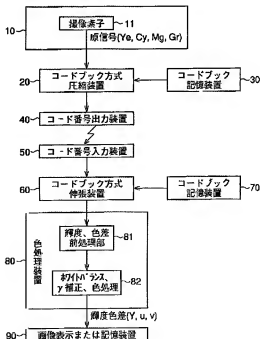 10
撮像素子
11
原信号(Ye, Cy, Mg, Gr)
20
コードブック方式
圧縮装置
コードブック
記憶装置
30
40
コード番号出力装置
50
コード番号入力装置
60
コードブック方式
伸張装置
コードブック
記憶装置
70
80
色処理装置
輝度、色差
前処理部
81
ホワイトバランス、
γ補正、色処理
82
輝度色差(Y, u, v)
90
画像表示または記憶装置